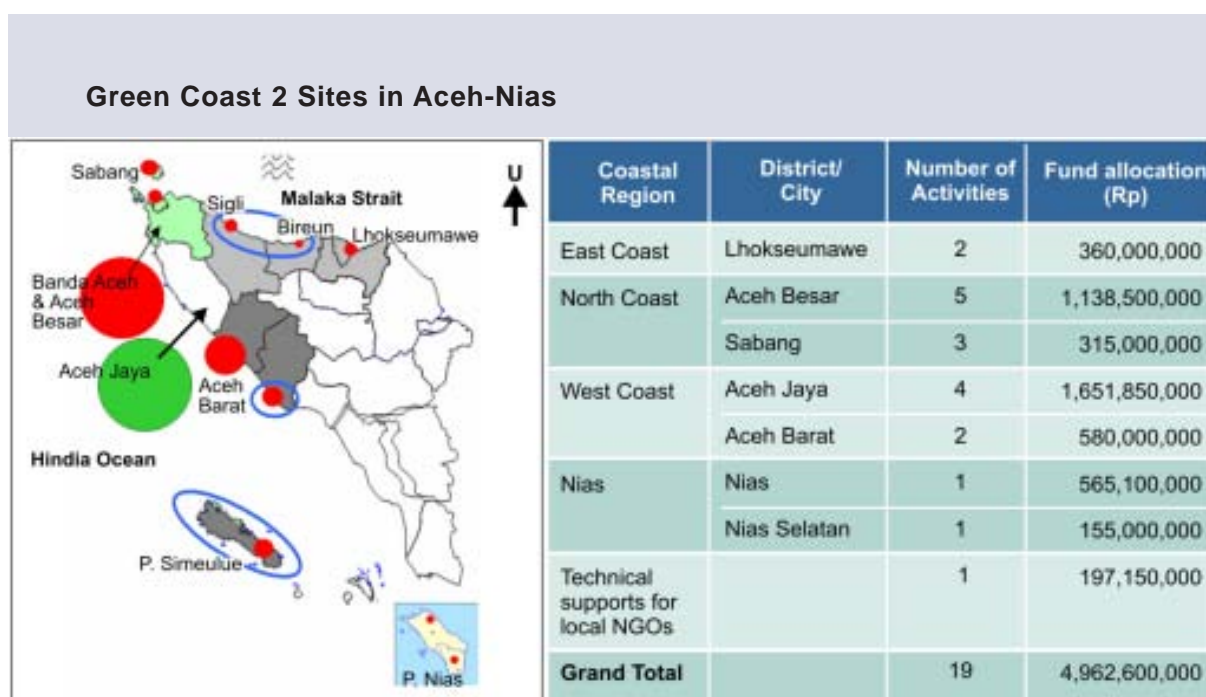 Green Coast 2 Sites in Aceh-Nias
Sabang
Sigli
Malaka Strait
U
Bireun
Lhokseumawe
Banda Aceh
& Aceh
Besar
Aceh Jaya
Aceh
Barat
Hindia Ocean
P. Simeulue
P. Nias
Coastal Region District/ City Number of Activities Fund allocation (Rp)
East Coast Lhokseumawe 2 360,000,000
North Coast Aceh Besar 5 1,138,500,000
Sabang 3 315,000,000
West Coast Aceh Jaya 4 1,651,850,000
Aceh Barat 2 580,000,000
Nias Nias 1 565,100,000
Nias Selatan 1 155,000,000
Technical 1 197,150,000
supports for
local NGOs
Grand Total 19 4,962,600,000